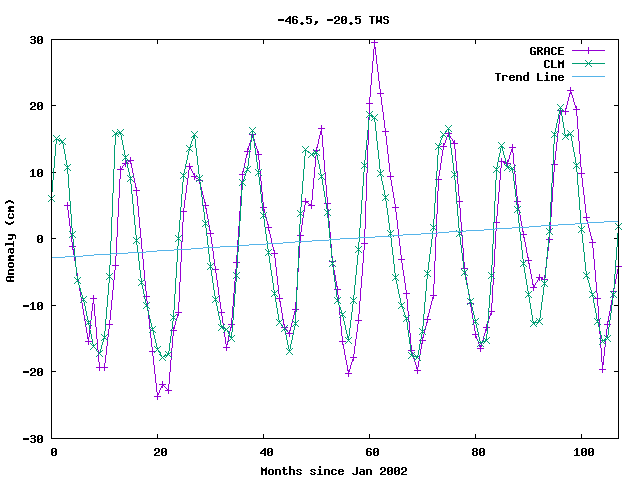 -46.5, -20.5 TWS
GRACE
CLM
Trend Line
30
20
10
0
-10
-20
-30
Anomaly (cm)
0 20 40 60 80 100
Months since Jan 2002